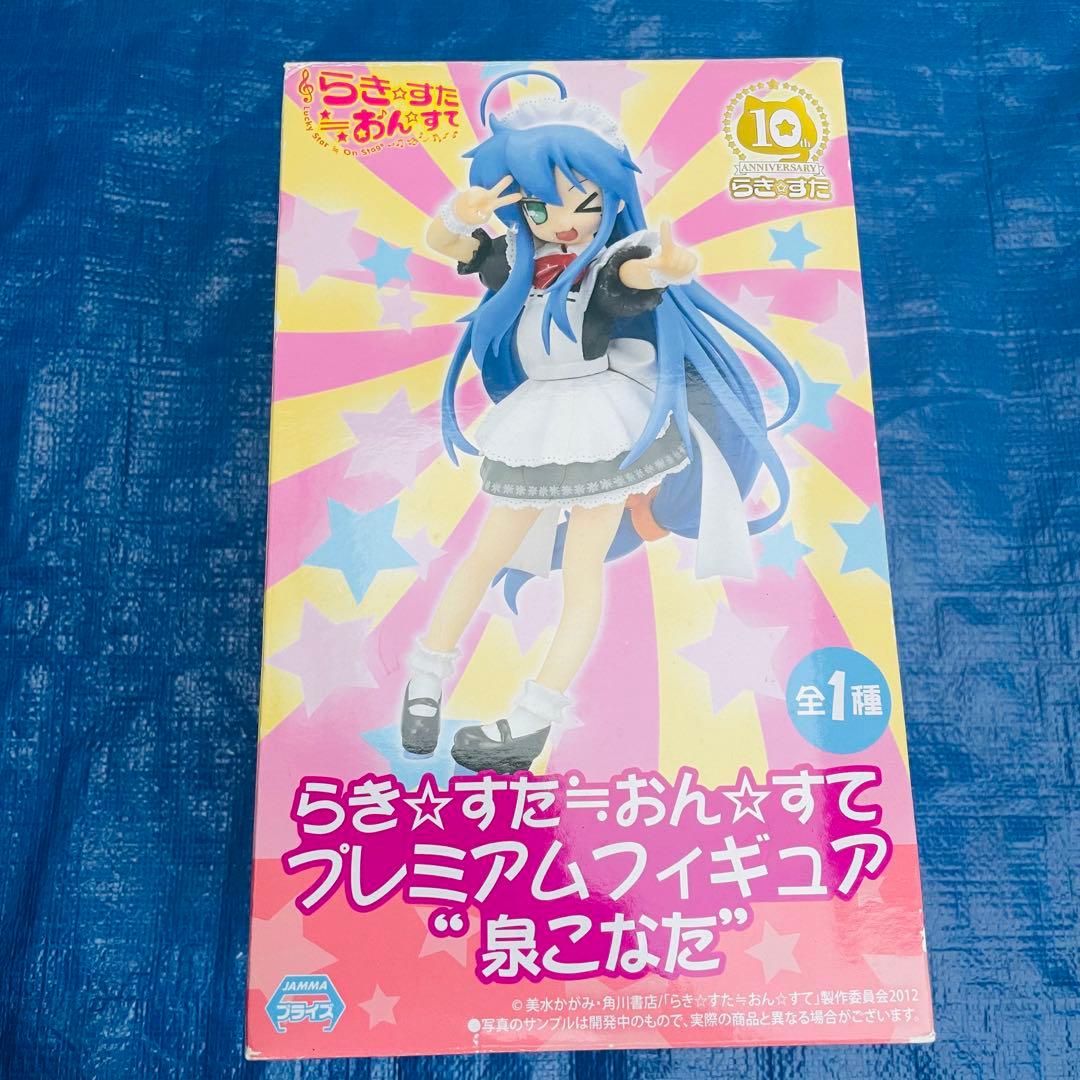 らき☆すた
≒おん☆すて
Lucky Star ≒ On Stage
10th
ANNIVERSARY
らき☆すた
全1種
らき☆すた≒おん☆すて
プレミアムフィギュア
“泉こなた”
JAMMA
プライズ
© 美水かがみ・角川書店/「らき☆すた≒おん☆すて」製作委員会2012
●写真のサンプルは開発中のもので、実際の商品と異なる場合がございます。